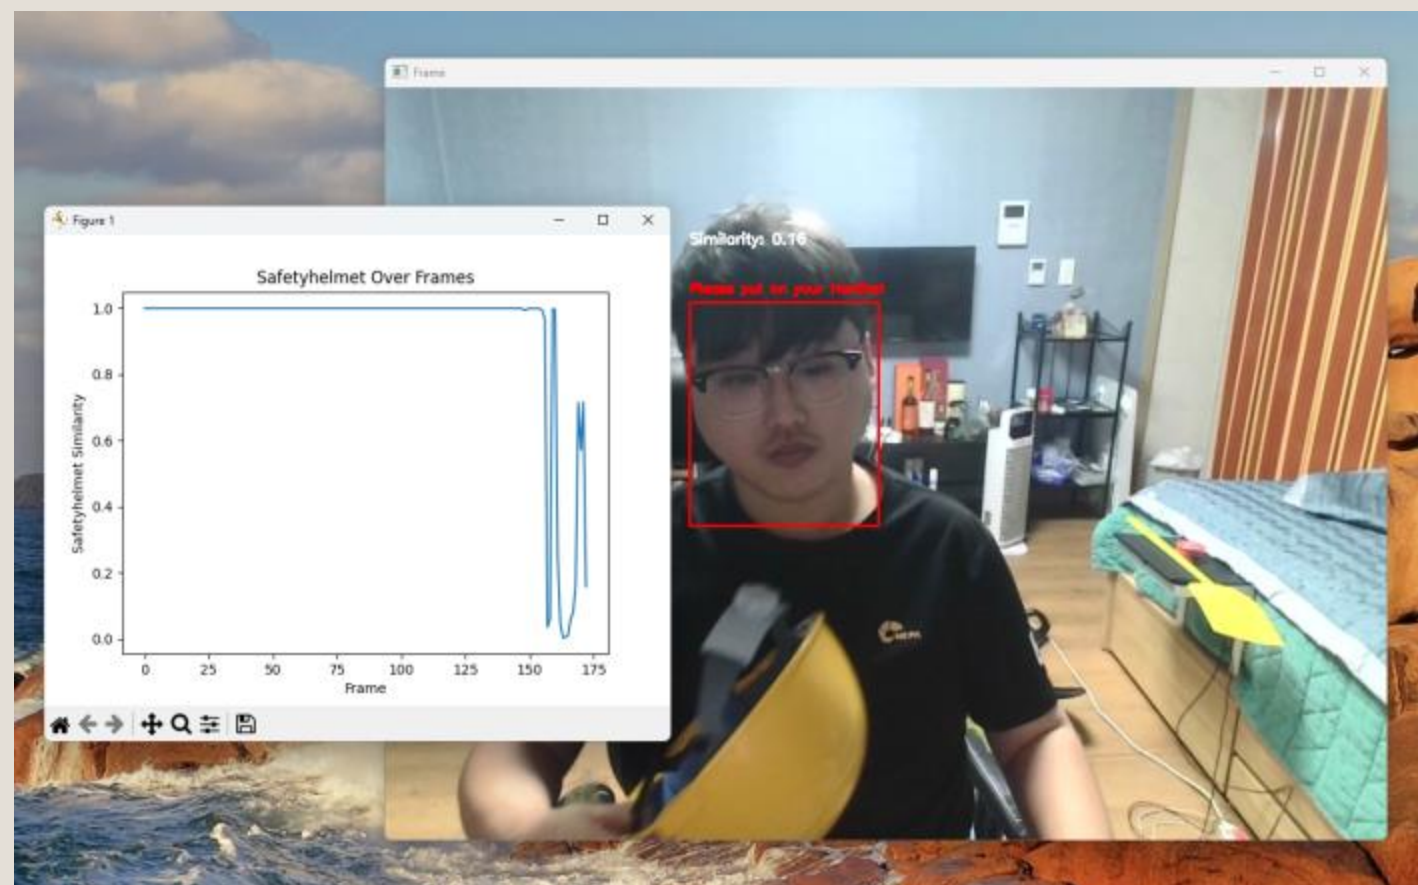 Frame
Figure 1
Similarity: 0.16
Please put on your
Safetyhelmet Over Frames
Safetyhelmet Similarity
1.0
0.8
0.6
0.4
0.2
0.0
0 25 50 75 100 125 150 175
Frame